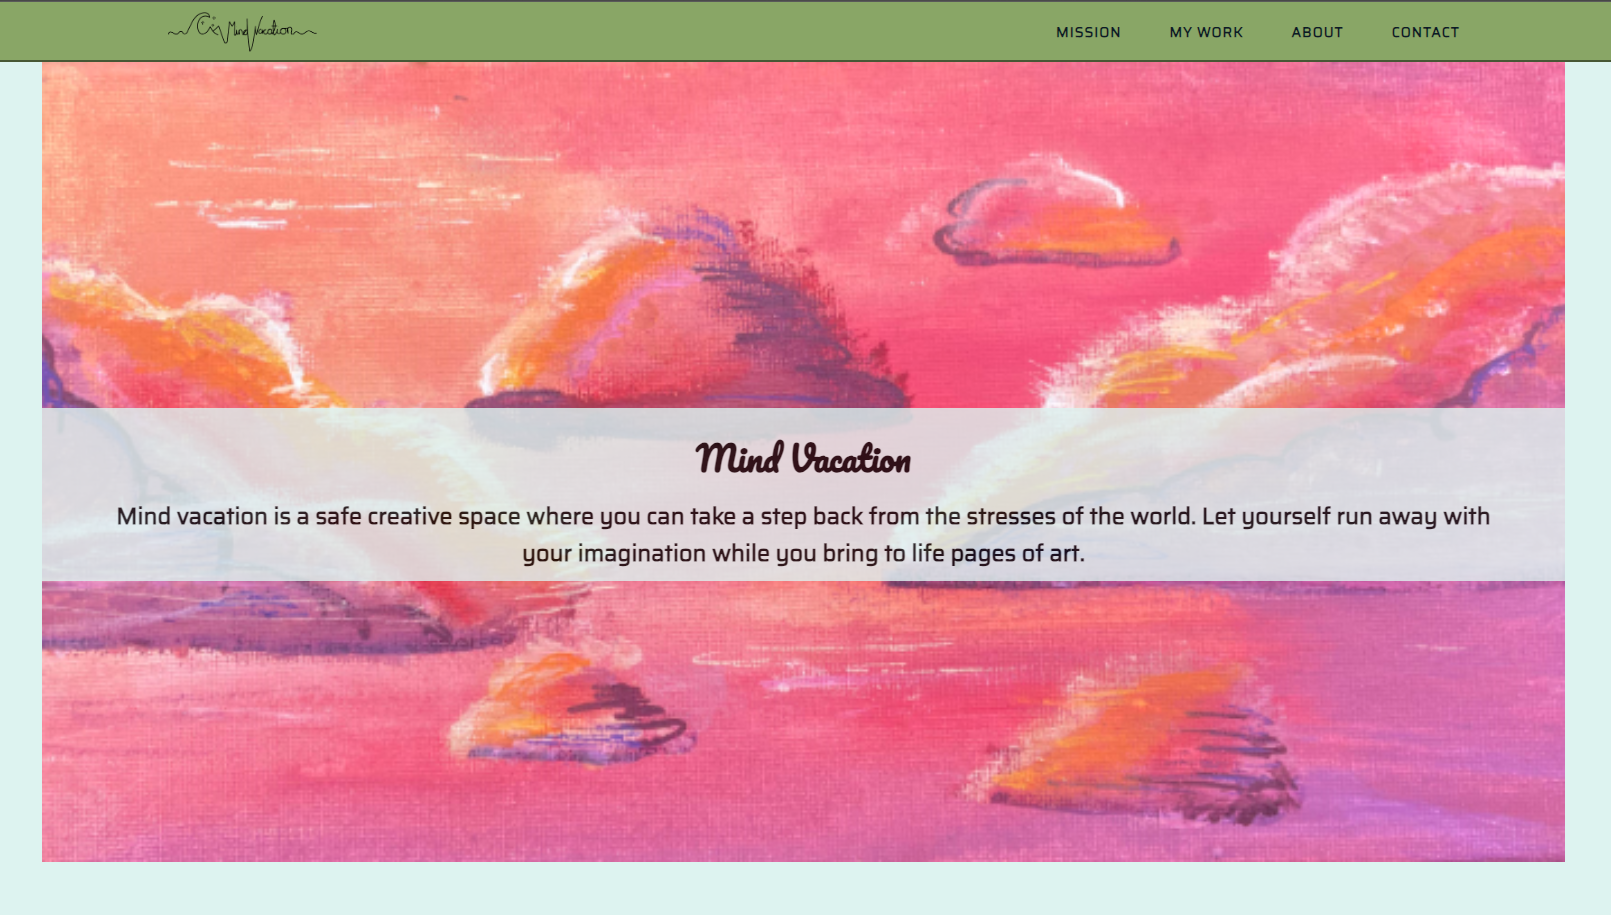 Mind Vacation
MISSION MY WORK ABOUT CONTACT
Mind Vacation
Mind vacation is a safe creative space where you can take a step back from the stresses of the world. Let yourself run away with
your imagination while you bring to life pages of art.